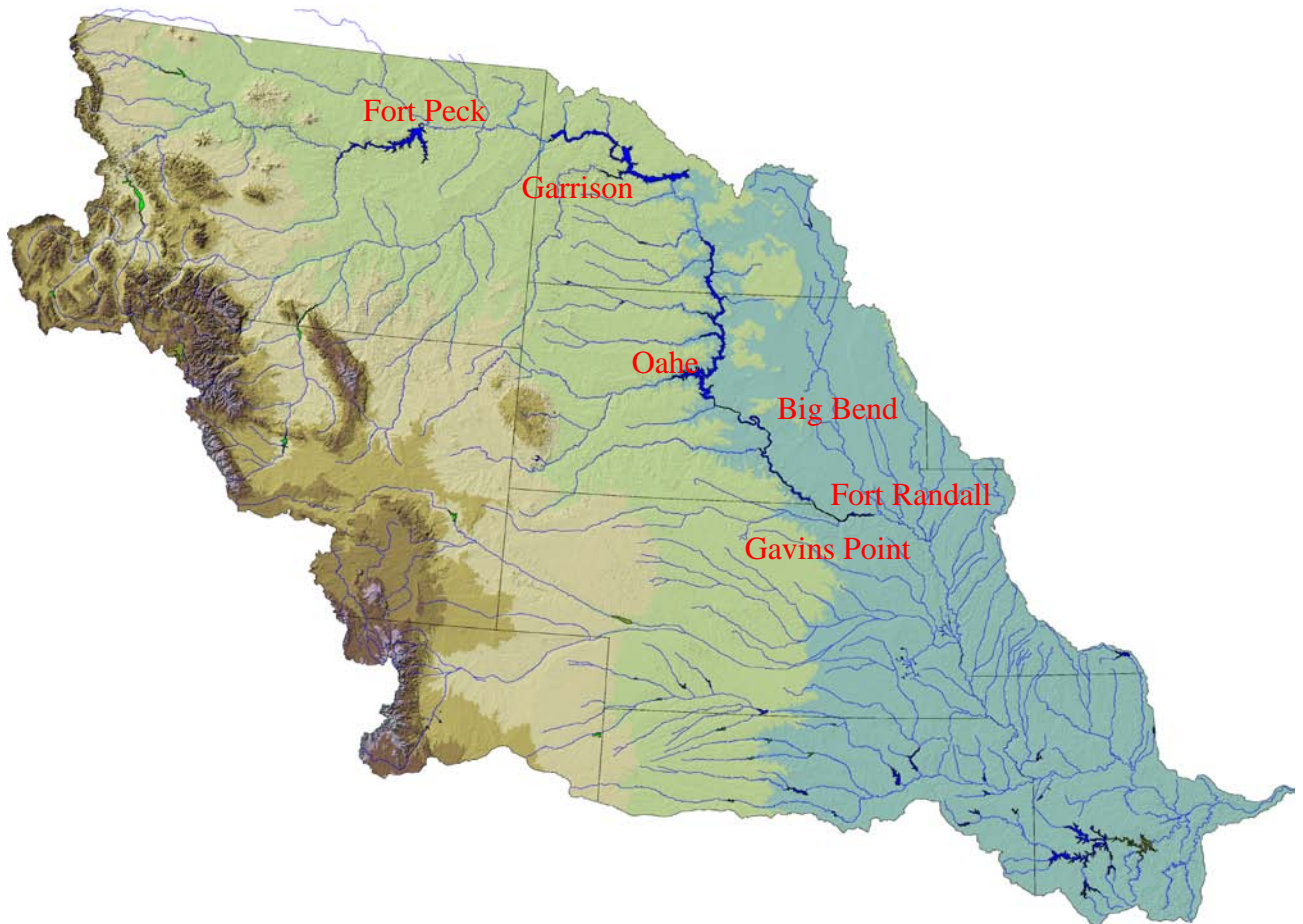 Fort Peck
Garrison
Oahe
Big Bend
Fort Randall
Gavins Point